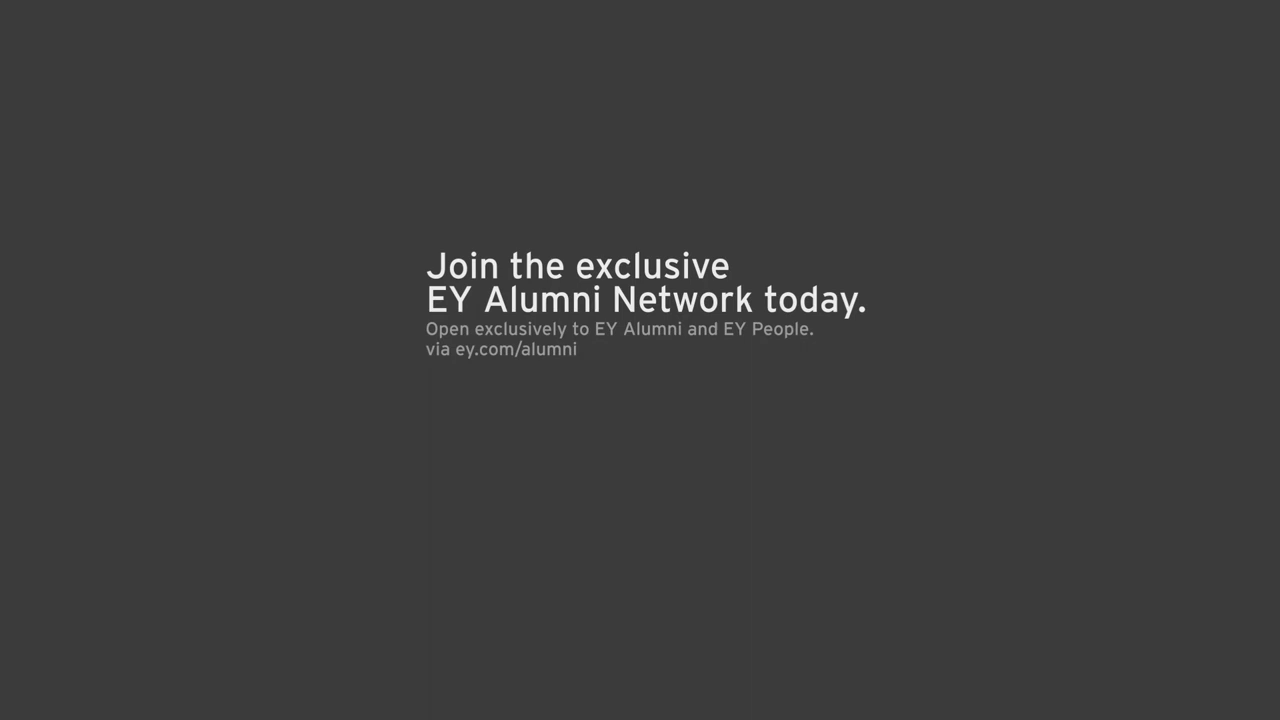 Join the exclusive
EY Alumni Network today.
Open exclusively to EY Alumni and EY People.
via ey.com/alumni